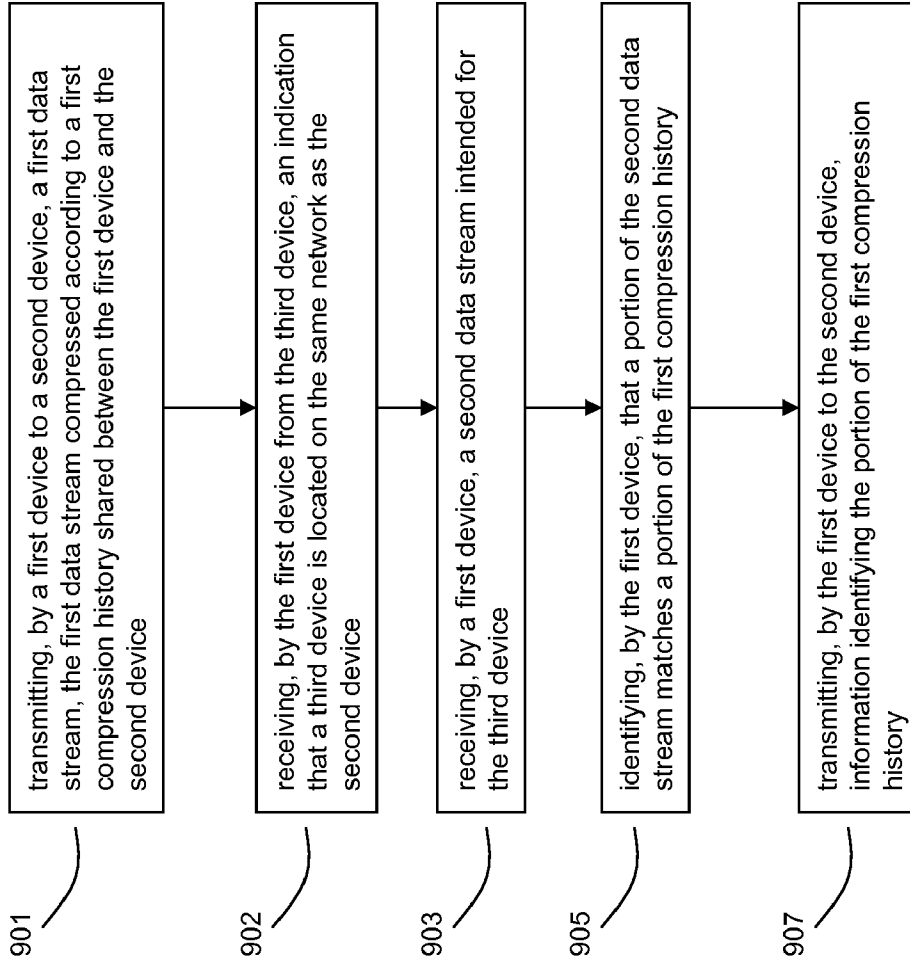 901
transmitting, by a first device to a second device, a first data
stream, the first data stream compressed according to a first
compression history shared between the first device and the
second device
902
receiving, by the first device from the third device, an indication
that a third device is located on the same network as the
second device
903
receiving, by a first device, a second data stream intended for
the third device
905
identifying, by the first device, that a portion of the second data
stream matches a portion of the first compression history
907
transmitting, by the first device to the second device,
information identifying the portion of the first compression
history